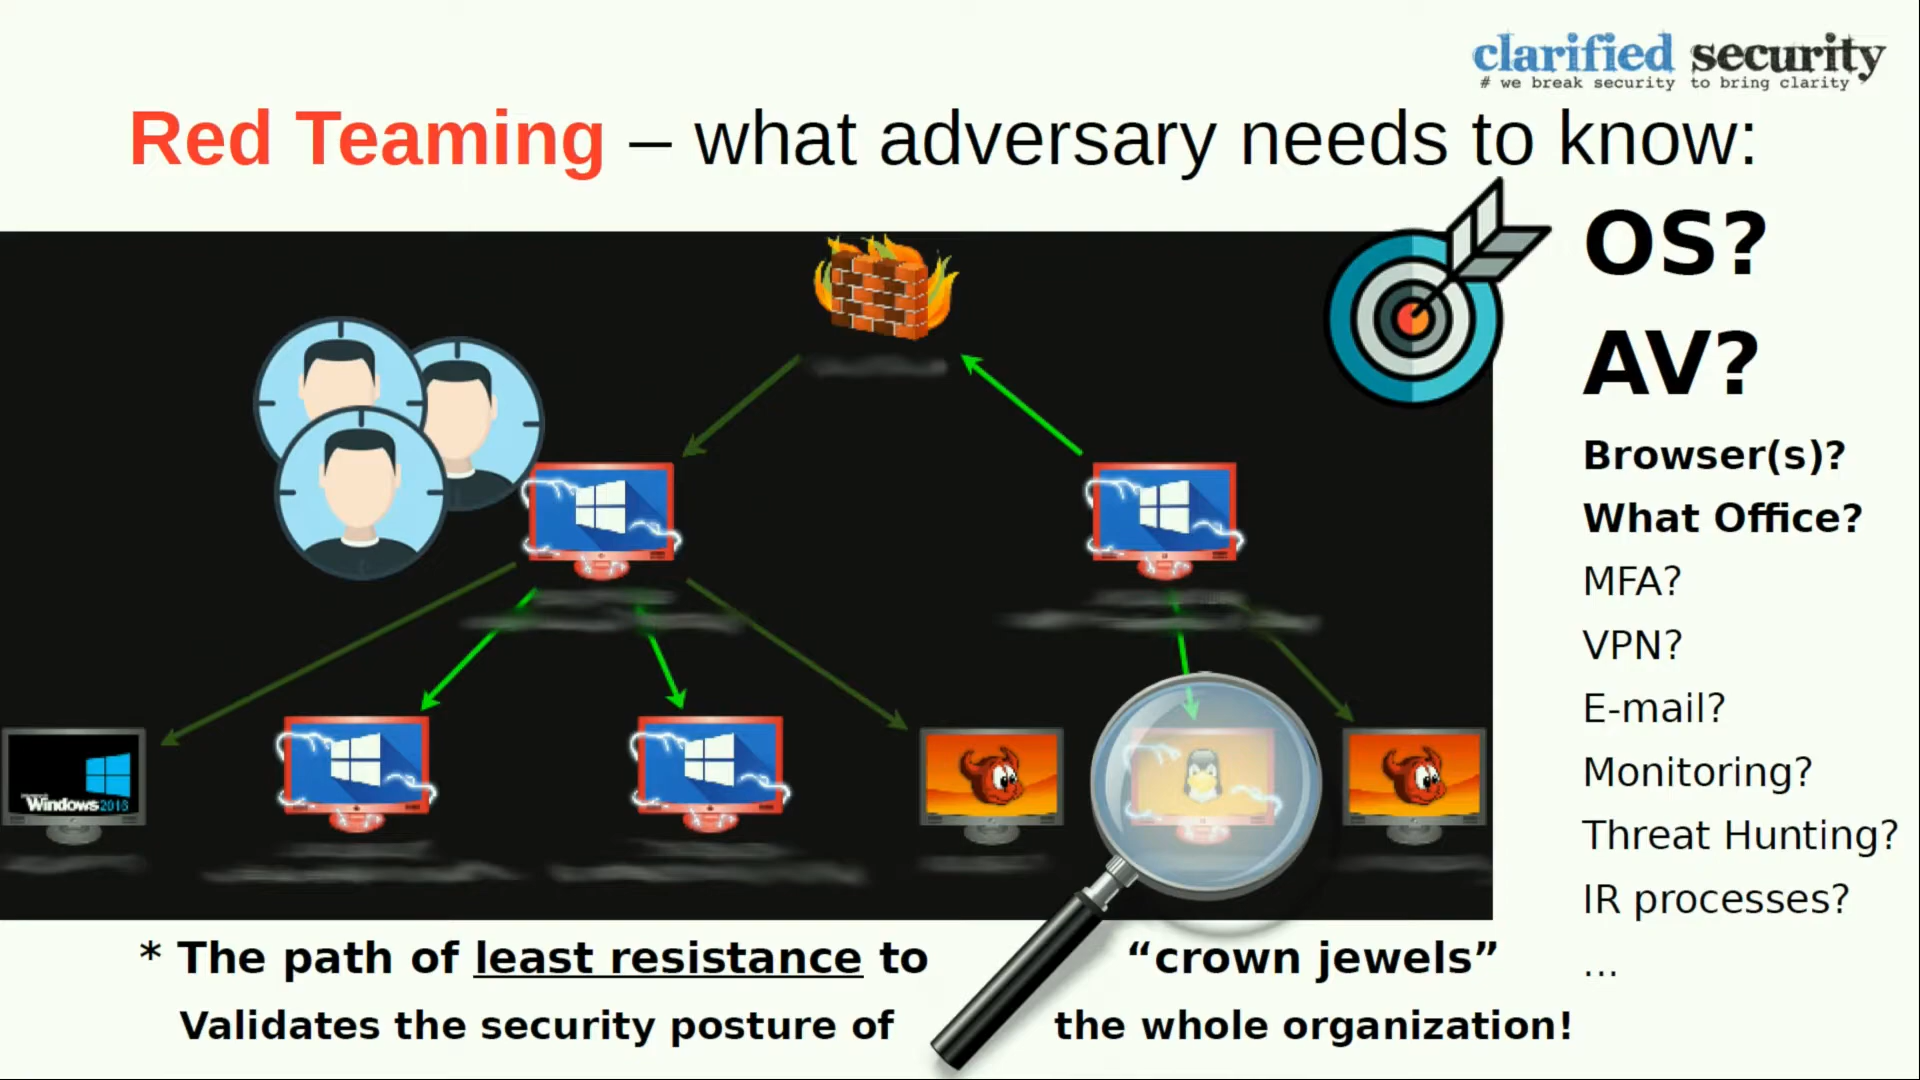 clarified security
# we break security to bring clarity
Red Teaming – what adversary needs to know:
OS?
AV?
Browser(s)?
What Office?
MFA?
VPN?
E-mail?
Monitoring?
Threat Hunting?
IR processes?
...
Windows 2016
* The path of least resistance to “crown jewels”
Validates the security posture of the whole organization!